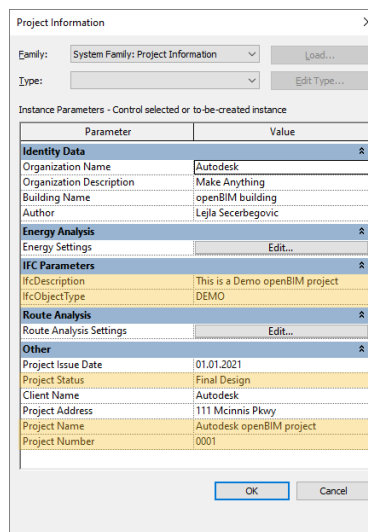 Project Information
Family: System Family: Project Information Load...
Type: Edit Type...
Instance Parameters - Control selected or to-be-created instance
Parameter Value
Identity Data
Organization Name Autodesk
Organization Description Make Anything
Building Name openBIM building
Author Lejla Secerbegovic
Energy Analysis
Energy Settings Edit...
IFC Parameters
IfcDescription This is a Demo openBIM project
IfcObjectType DEMO
Route Analysis
Route Analysis Settings Edit...
Other
Project Issue Date 01.01.2021
Project Status Final Design
Client Name Autodesk
Project Address 111 Mcinnis Pkwy
Project Name Autodesk openBIM project
Project Number 0001
OK Cancel